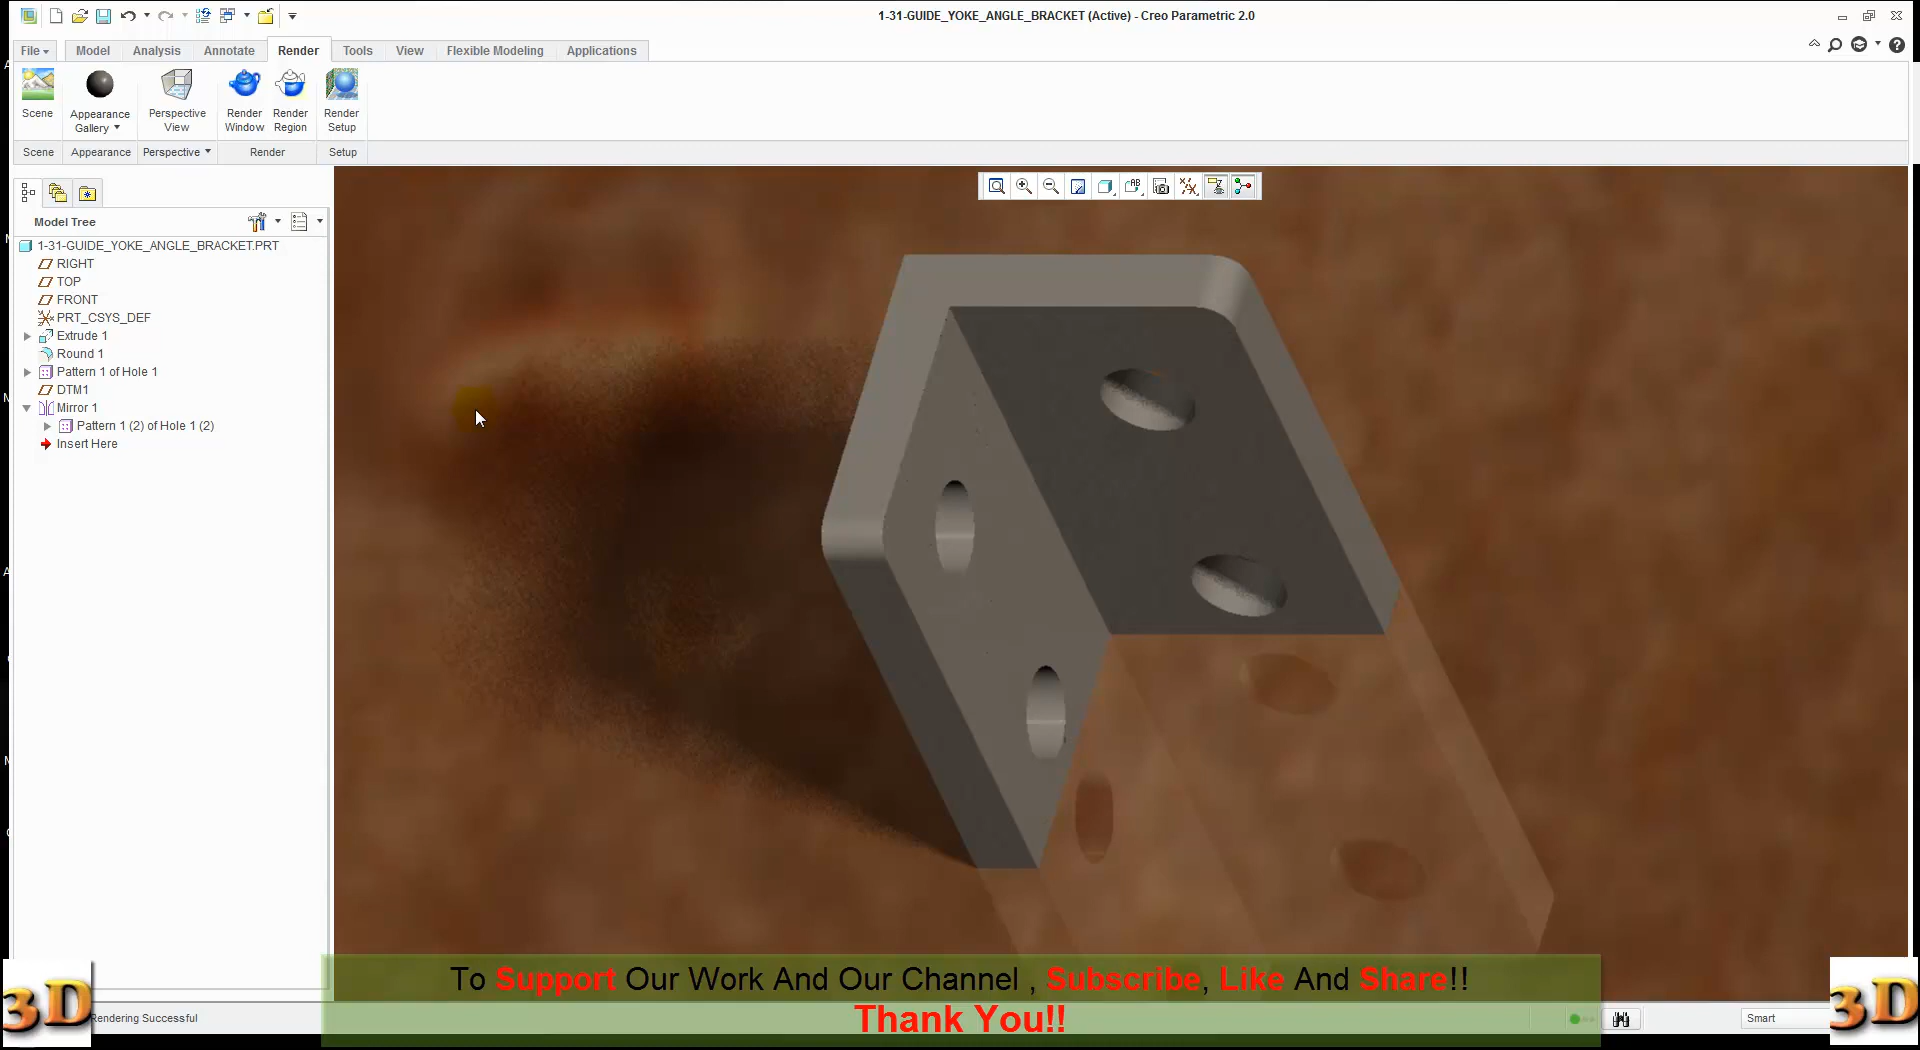 1-31-GUIDE_YOKE_ANGLE_BRACKET (Active) - Creo Parametric 2.0
File Model Analysis Annotate Render Tools View Flexible Modeling Applications
Scene Appearance Gallery Perspective View Render Window Render Region Render Setup
Scene Appearance Perspective Render Setup
Model Tree
1-31-GUIDE_YOKE_ANGLE_BRACKET.PRT
RIGHT
TOP
FRONT
PRT_CSYS_DEF
Extrude 1
Round 1
Pattern 1 of Hole 1
DTM1
Mirror 1
Pattern 1 (2) of Hole 1 (2)
Insert Here
To Support Our Work And Our Channel , Subscribe, Like And Share!!
Thank You!!
3D
Rendering Successful
Smart
3D